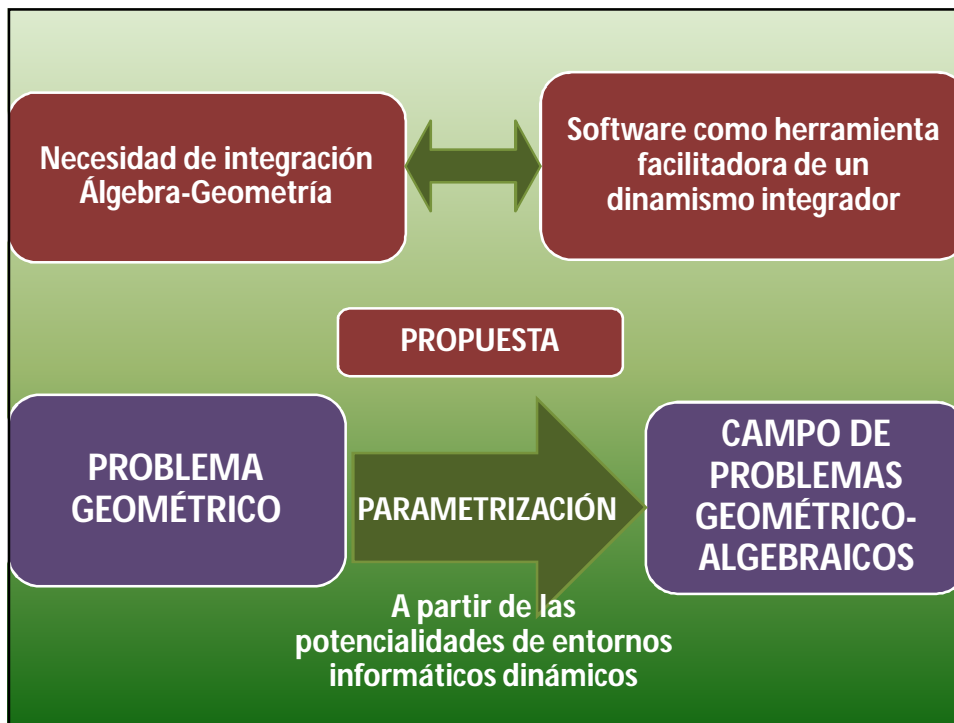 Necesidad de integración
Álgebra-Geometría
Software como herramienta
facilitadora de un
dinamismo integrador
PROPUESTA
PROBLEMA
GEOMÉTRICO
PARAMETRIZACIÓN
CAMPO DE
PROBLEMAS
GEOMÉTRICO-
ALGEBRAICOS
A partir de las
potencialidades de entornos
informáticos dinámicos